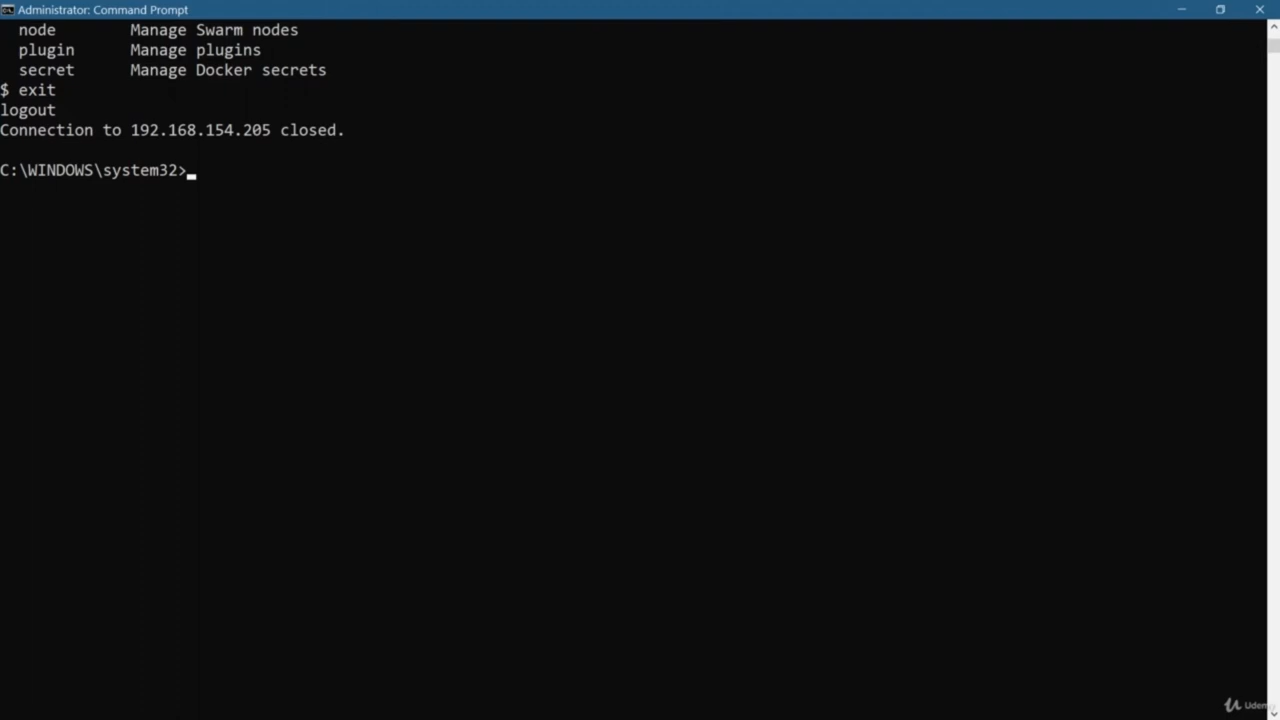 Administrator: Command Prompt
node Manage Swarm nodes
plugin Manage plugins
secret Manage Docker secrets
$ exit
logout
Connection to 192.168.154.205 closed.
C:\WINDOWS\system32>